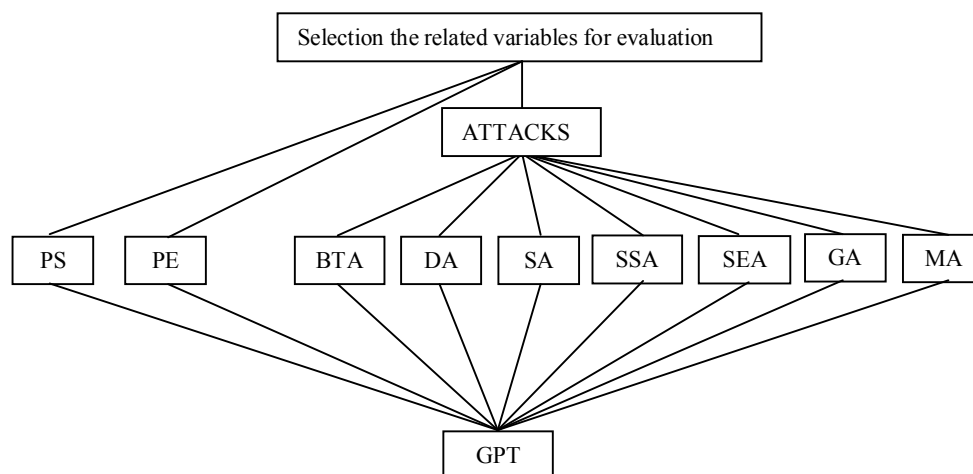 Selection the related variables for evaluation
ATTACKS
PS
PE
BTA
DA
SA
SSA
SEA
GA
MA
GPT